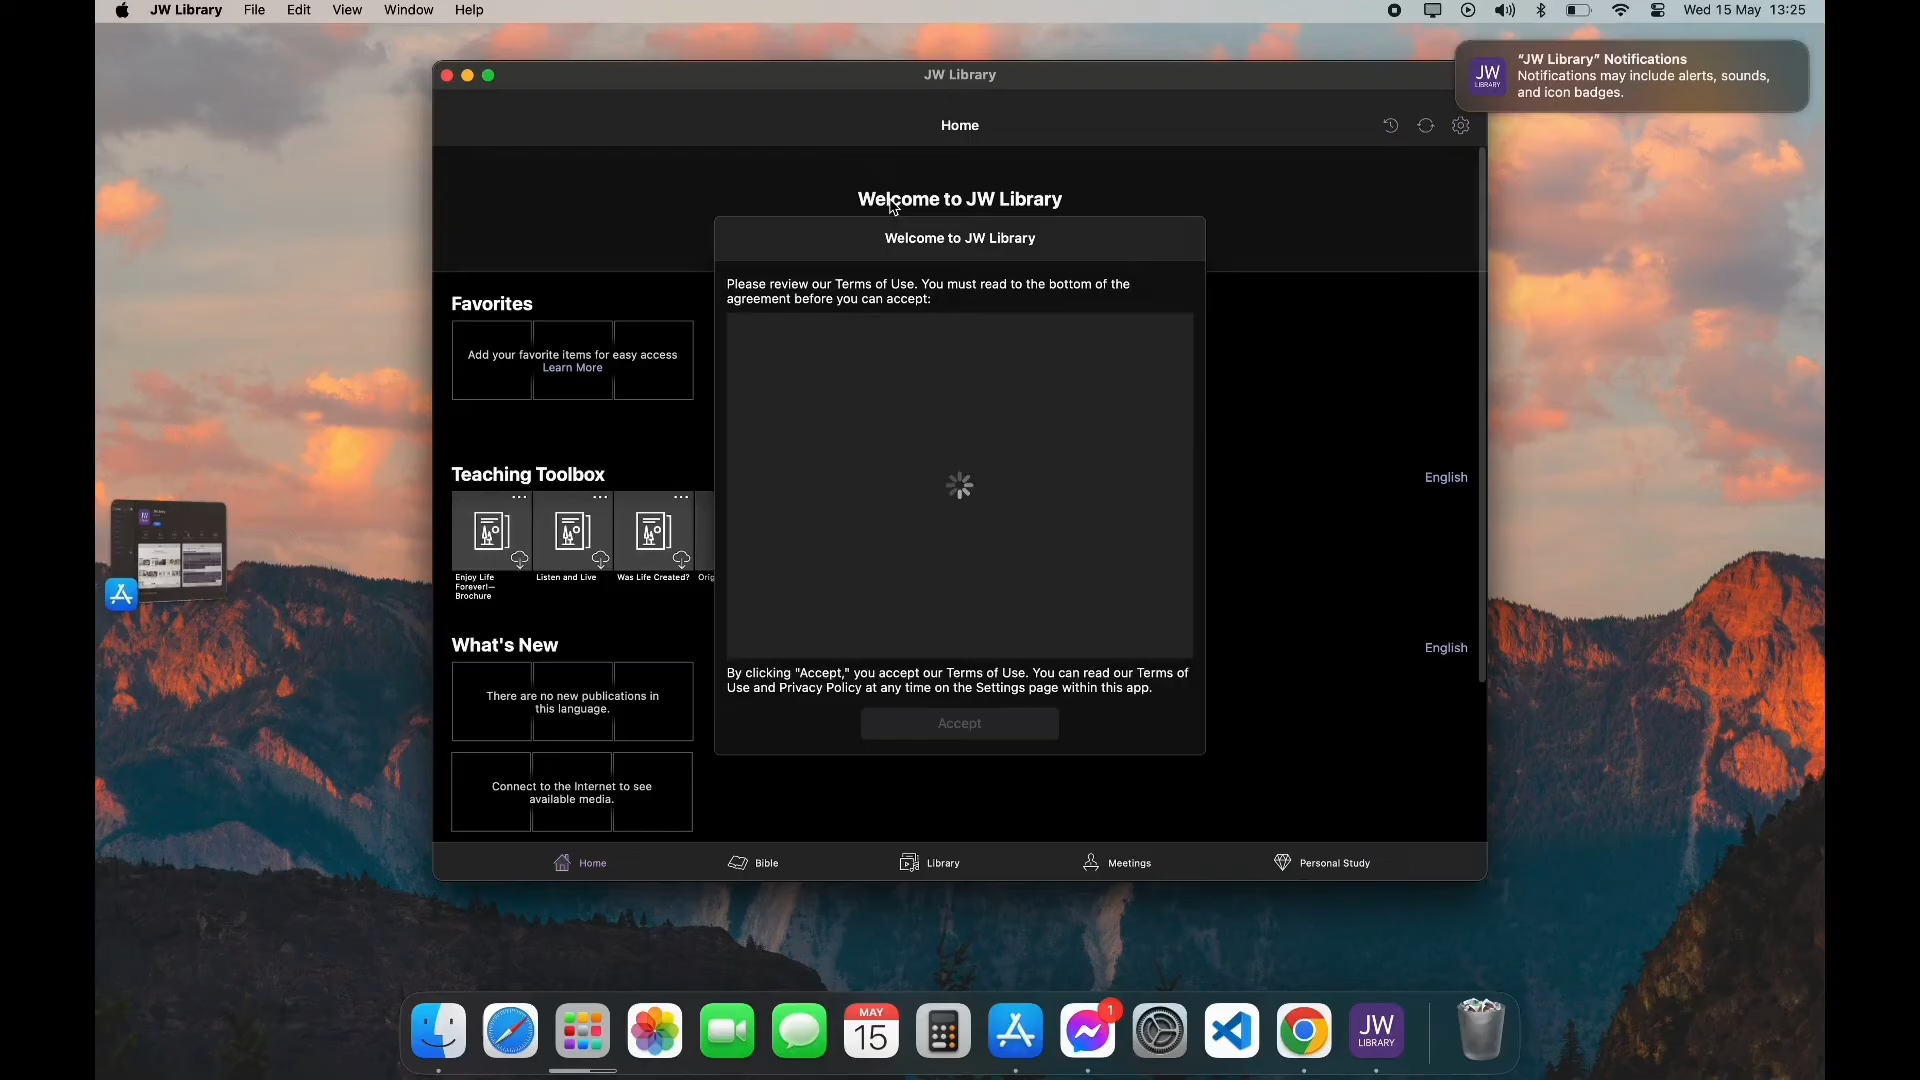 JW Library File Edit View Window Help
Wed 15 May 13:25
"JW Library" Notifications
Notifications may include alerts, sounds,
and icon badges.
JW
LIBRARY
JW Library
Home
Welcome to JW Library
Welcome to JW Library
Please review our Terms of Use. You must read to the bottom of the
agreement before you can accept:
By clicking "Accept," you accept our Terms of Use. You can read our Terms of
Use and Privacy Policy at any time on the Settings page within this app.
Accept
Favorites
Add your favorite items for easy access
Learn More
Teaching Toolbox
English
Enjoy Life
Forever!—
Brochure
Listen and Live
Was Life Created?
Orig
What's New
English
There are no new publications in
this language.
Connect to the Internet to see
available media.
Home
Bible
Library
Meetings
Personal Study
MAY
15
1
JW
LIBRARY